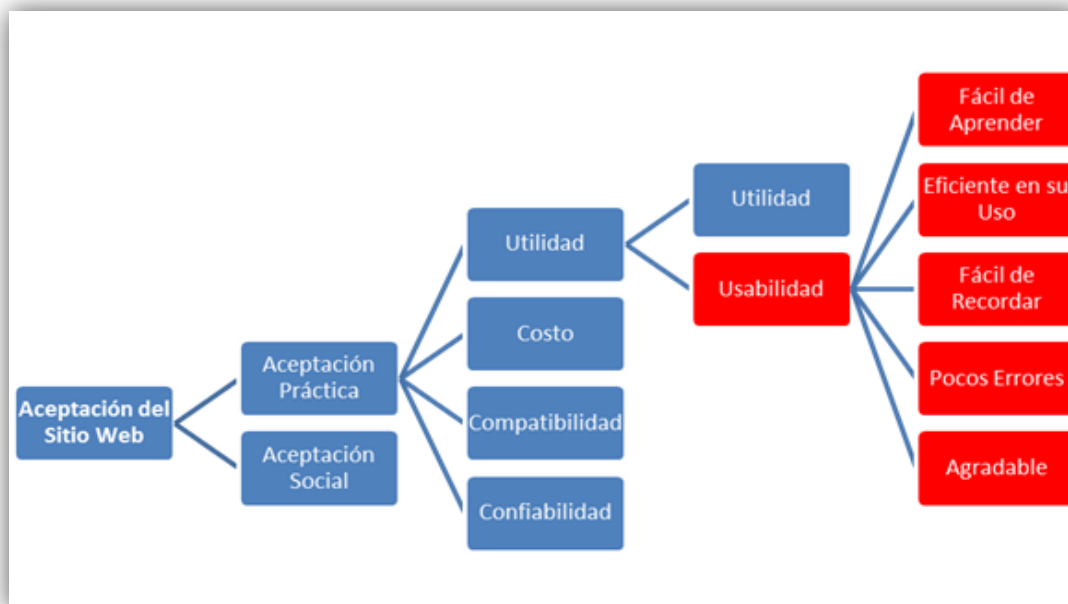 Aceptación del
Sitio Web
Aceptación
Práctica
Aceptación
Social
Utilidad
Costo
Compatibilidad
Confiabilidad
Utilidad
Usabilidad
Fácil de
Aprender
Eficiente en su
Uso
Fácil de
Recordar
Pocos Errores
Agradable